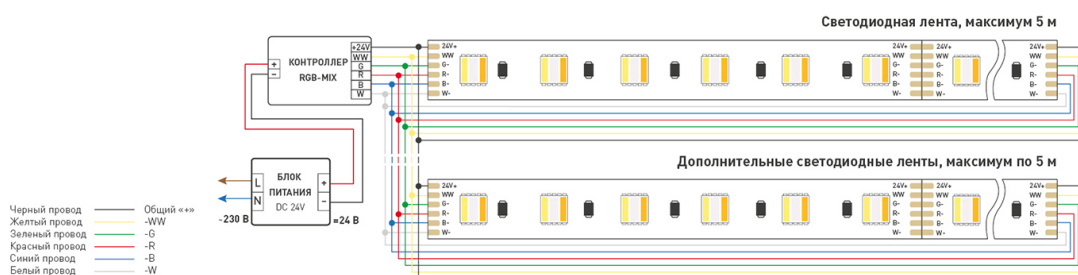 Светодиодная лента, максимум 5 м
КОНТРОЛЛЕР
RGB-MIX
+
−
+24V
WW
G
R
B
W
24V+
WW
G-
R-
B-
W-
24V+
WW
G-
R-
B-
W-
24V+
WW
G-
R-
B-
W-
Дополнительные светодиодные ленты, максимум по 5 м
БЛОК
ПИТАНИЯ
DC 24V
L
N
+
−
~230 В
=24 В
24V+
WW
G-
R-
B-
W-
24V+
WW
G-
R-
B-
W-
24V+
WW
G-
R-
B-
W-
Черный провод Общий «+»
Желтый провод -WW
Зеленый провод -G
Красный провод -R
Синий провод -B
Белый провод -W